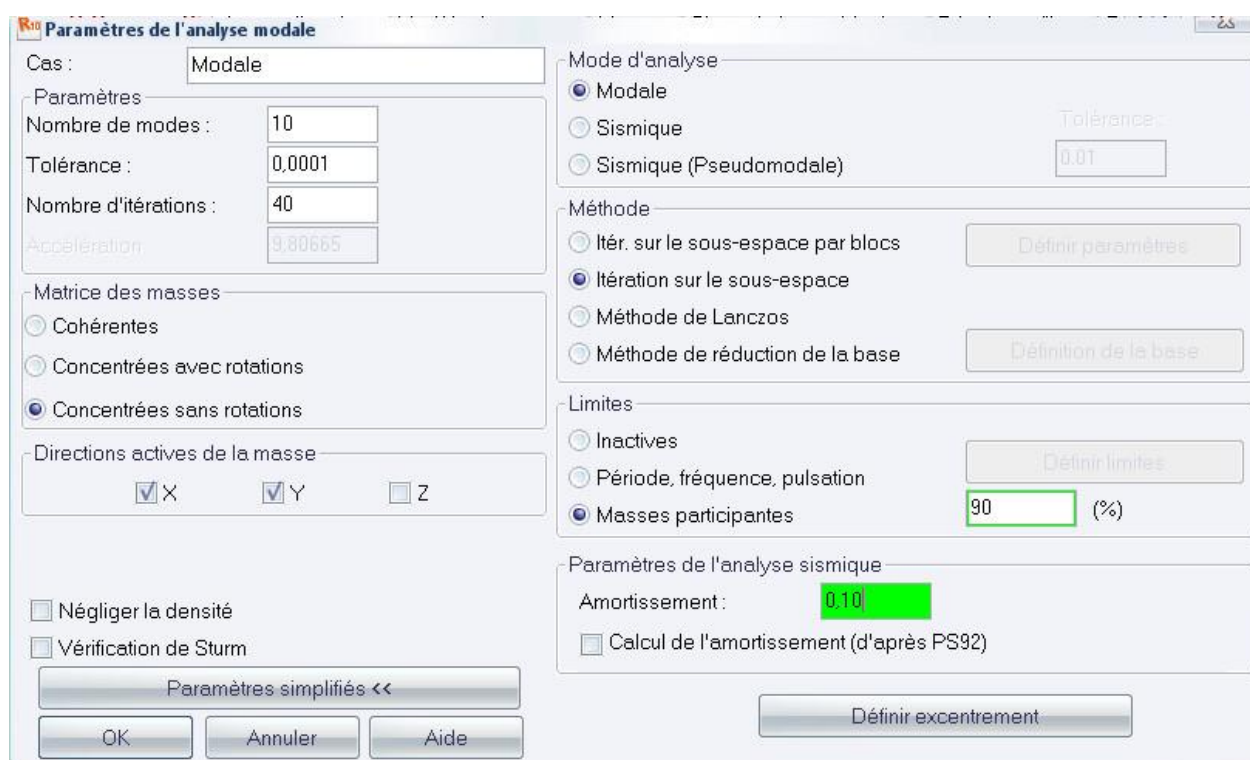 R10 Paramètres de l'analyse modale
Cas : Modale
Paramètres
Nombre de modes : 10
Tolérance : 0,0001
Nombre d'itérations : 40
Accélération 9,80665
Matrice des masses
Cohérentes
Concentrées avec rotations
Concentrées sans rotations
Directions actives de la masse
X Y Z
Négliger la densité
Vérification de Sturm
Paramètres simplifiés <<
OK Annuler Aide
Mode d'analyse
Modale
Sismique Tolérance :
Sismique (Pseudomodale) 0.01
Méthode
Itér. sur le sous-espace par blocs Définir paramètres
Itération sur le sous-espace
Méthode de Lanczos
Méthode de réduction de la base Définition de la base
Limites
Inactives
Définir limites
Période, fréquence, pulsation
Masses participantes 90 (%)
Paramètres de l'analyse sismique
Amortissement : 0,10
Calcul de l'amortissement (d'après PS92)
Définir excentrement